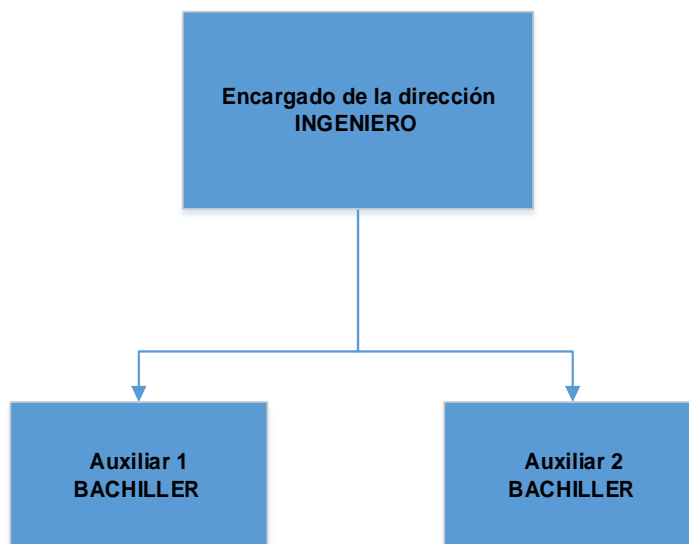 Encargado de la dirección
INGENIERO
Auxiliar 1
BACHILLER
Auxiliar 2
BACHILLER